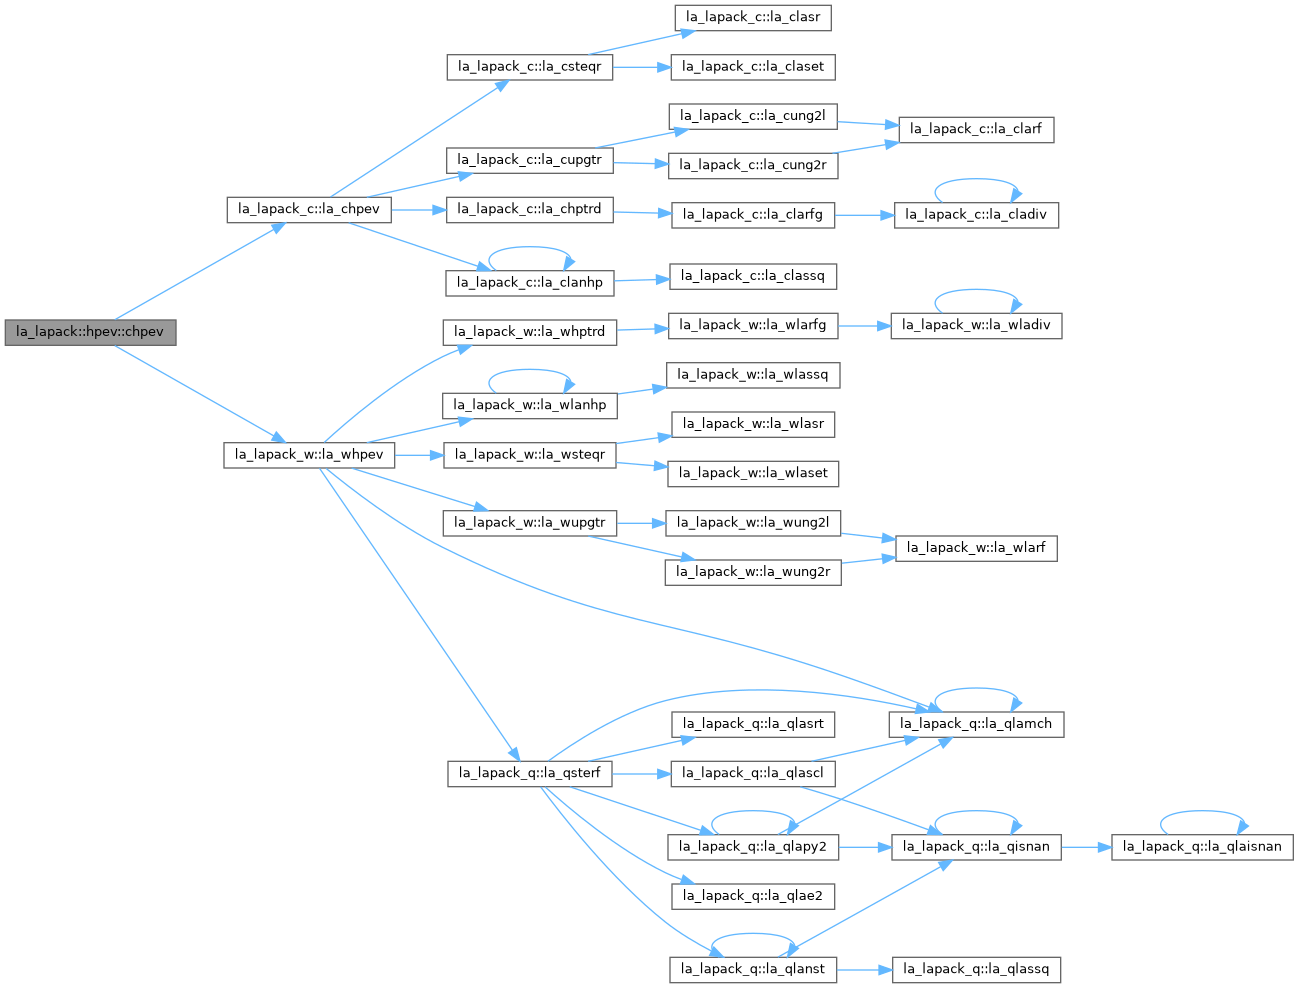 la_lapack_c::la_clasr
la_lapack_c::la_csteqr
la_lapack_c::la_claset
la_lapack_c::la_cung2l
la_lapack_c::la_clarf
la_lapack_c::la_cupgtr
la_lapack_c::la_cung2r
la_lapack_c::la_chpev
la_lapack_c::la_chptrd
la_lapack_c::la_clarfg
la_lapack_c::la_cladiv
la_lapack_c::la_clanhp
la_lapack_c::la_classq
la_lapack::hpev::chpev
la_lapack_w::la_whptrd
la_lapack_w::la_wlarfg
la_lapack_w::la_wladiv
la_lapack_w::la_wlassq
la_lapack_w::la_wlanhp
la_lapack_w::la_wlasr
la_lapack_w::la_whpev
la_lapack_w::la_wsteqr
la_lapack_w::la_wlaset
la_lapack_w::la_wupgtr
la_lapack_w::la_wung2l
la_lapack_w::la_wlarf
la_lapack_w::la_wung2r
la_lapack_q::la_qlasrt
la_lapack_q::la_qlamch
la_lapack_q::la_qsterf
la_lapack_q::la_qlascl
la_lapack_q::la_qlapy2
la_lapack_q::la_qisnan
la_lapack_q::la_qlaisnan
la_lapack_q::la_qlae2
la_lapack_q::la_qlanst
la_lapack_q::la_qlassq